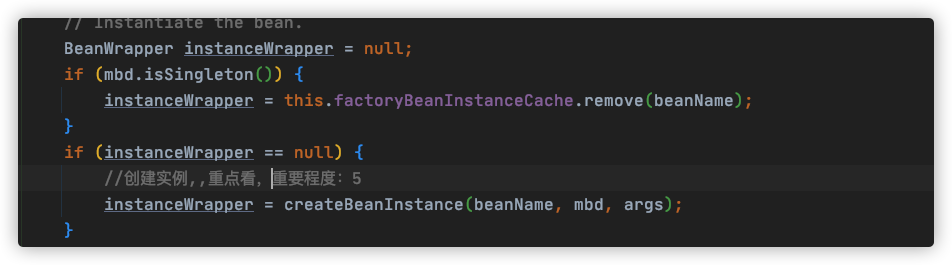 // Instantiate the bean.
BeanWrapper instanceWrapper = null;
if (mbd.isSingleton()) {
instanceWrapper = this.factoryBeanInstanceCache.remove(beanName);
}
if (instanceWrapper == null) {
//创建实例,,重点看，重要程度：5
instanceWrapper = createBeanInstance(beanName, mbd, args);
}